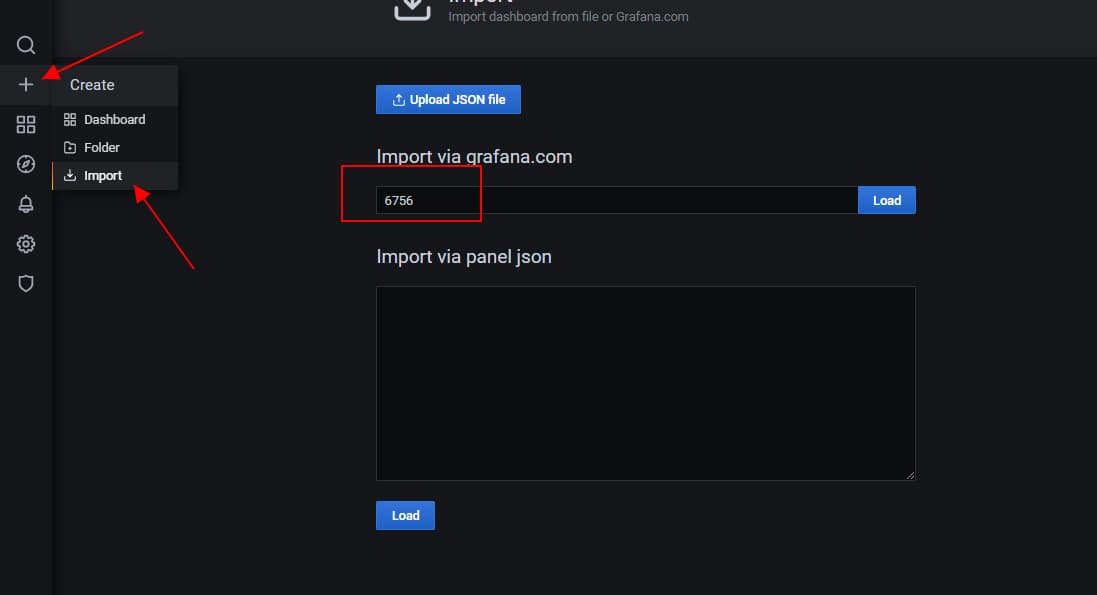 Import
Import dashboard from file or Grafana.com
Create
Dashboard
Folder
Import
Upload JSON file
Import via grafana.com
6756
Load
Import via panel json
Load